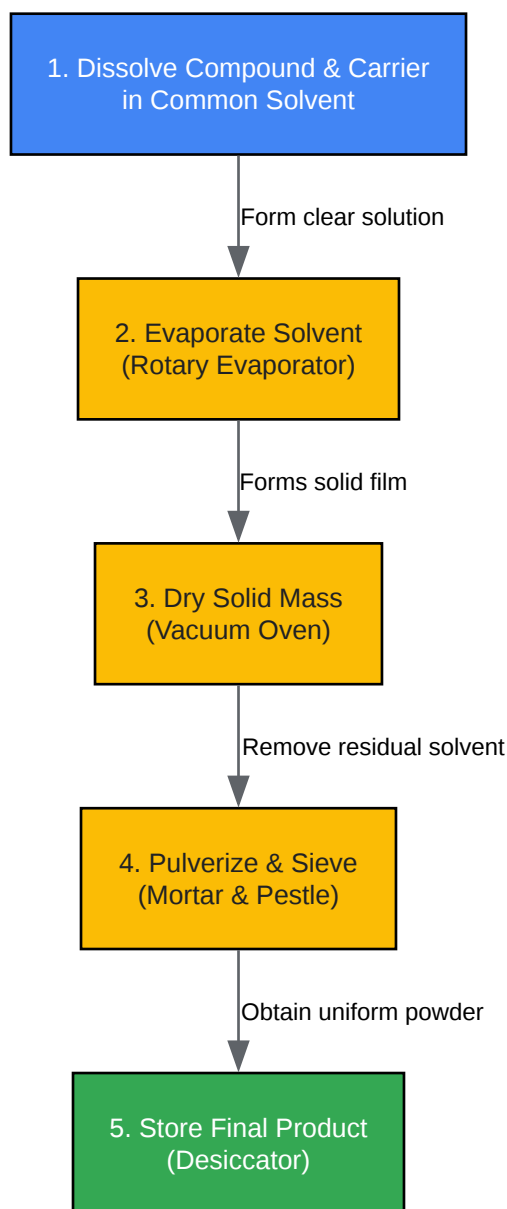 1. Dissolve Compound & Carrier
in Common Solvent
Form clear solution
2. Evaporate Solvent
(Rotary Evaporator)
Forms solid film
3. Dry Solid Mass
(Vacuum Oven)
Remove residual solvent
4. Pulverize & Sieve
(Mortar & Pestle)
Obtain uniform powder
5. Store Final Product
(Desiccator)